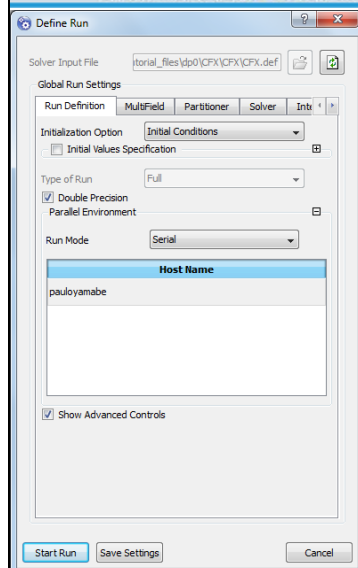 Define Run
Solver Input File
itorial_files\dp0\CFX\CFX\CFX.def
Global Run Settings
Run Definition MultiField Partitioner Solver Inte
Initialization Option Initial Conditions
Initial Values Specification
Type of Run Full
Double Precision
Parallel Environment
Run Mode Serial
Host Name
pauloyamabe
Show Advanced Controls
Start Run Save Settings Cancel